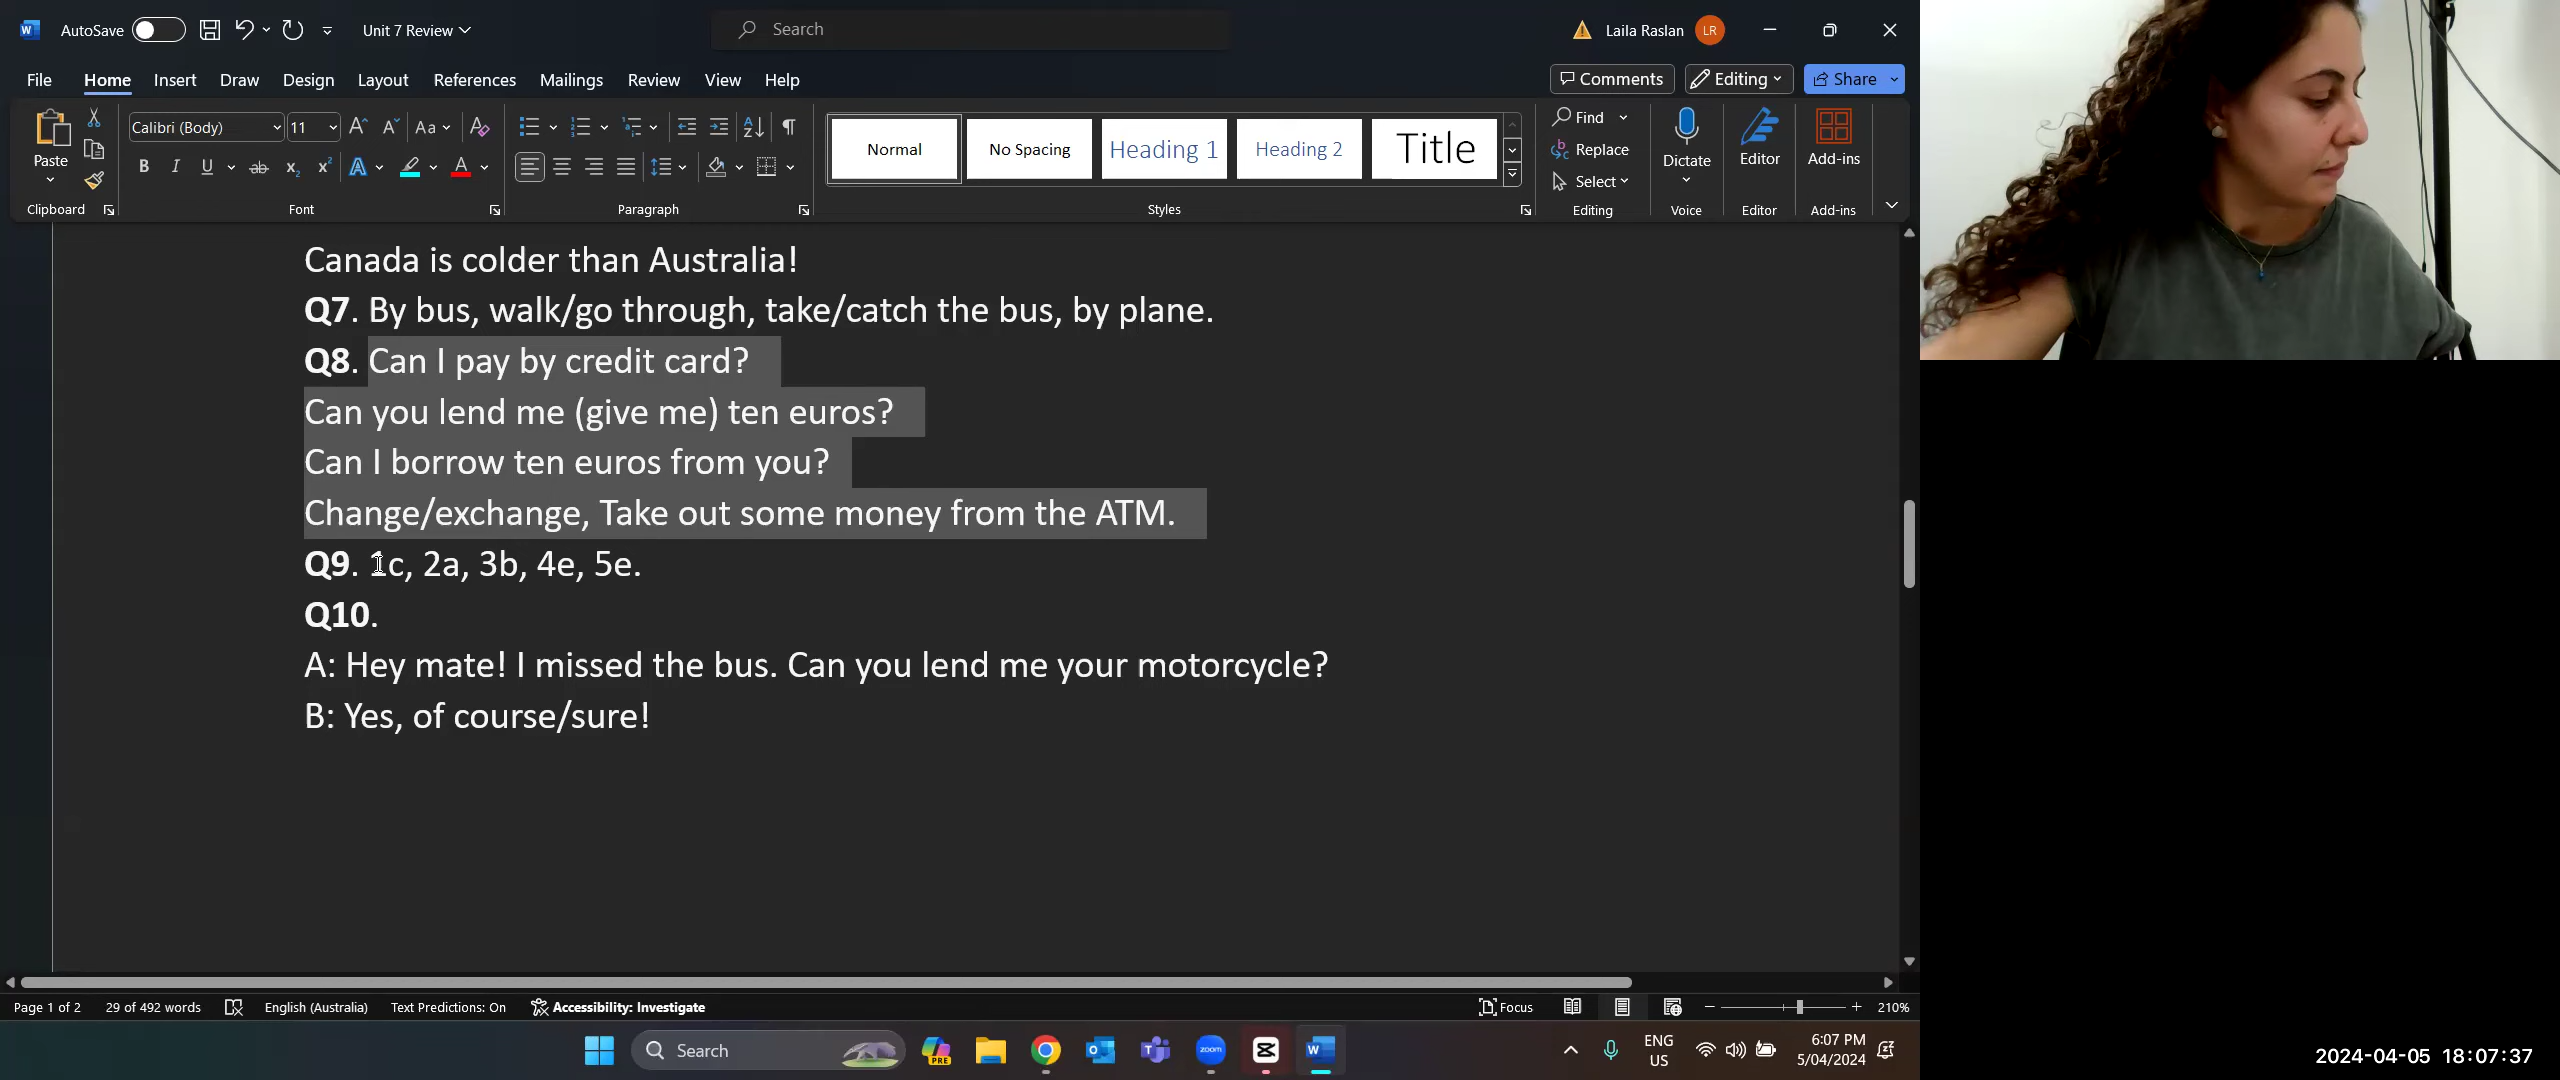 AutoSave
Unit 7 Review
Search
Laila Raslan
LR
File Home Insert Draw Design Layout References Mailings Review View Help
Comments
Editing
Share
Paste
Clipboard
Calibri (Body)
11
Font
Paragraph
Normal
No Spacing
Heading 1
Heading 2
Title
Styles
Find
Replace
Select
Editing
Dictate
Voice
Editor
Editor
Add-ins
Add-ins
Canada is colder than Australia!
Q7. By bus, walk/go through, take/catch the bus, by plane.
Q8. Can I pay by credit card?
Can you lend me (give me) ten euros?
Can I borrow ten euros from you?
Change/exchange, Take out some money from the ATM.
Q9. 1c, 2a, 3b, 4e, 5e.
Q10.
A: Hey mate! I missed the bus. Can you lend me your motorcycle?
B: Yes, of course/sure!
Page 1 of 2
29 of 492 words
English (Australia)
Text Predictions: On
Accessibility: Investigate
Focus
210%
Search
PRE
zoom
ENG
US
6:07 PM
5/04/2024
2024-04-05 18:07:37